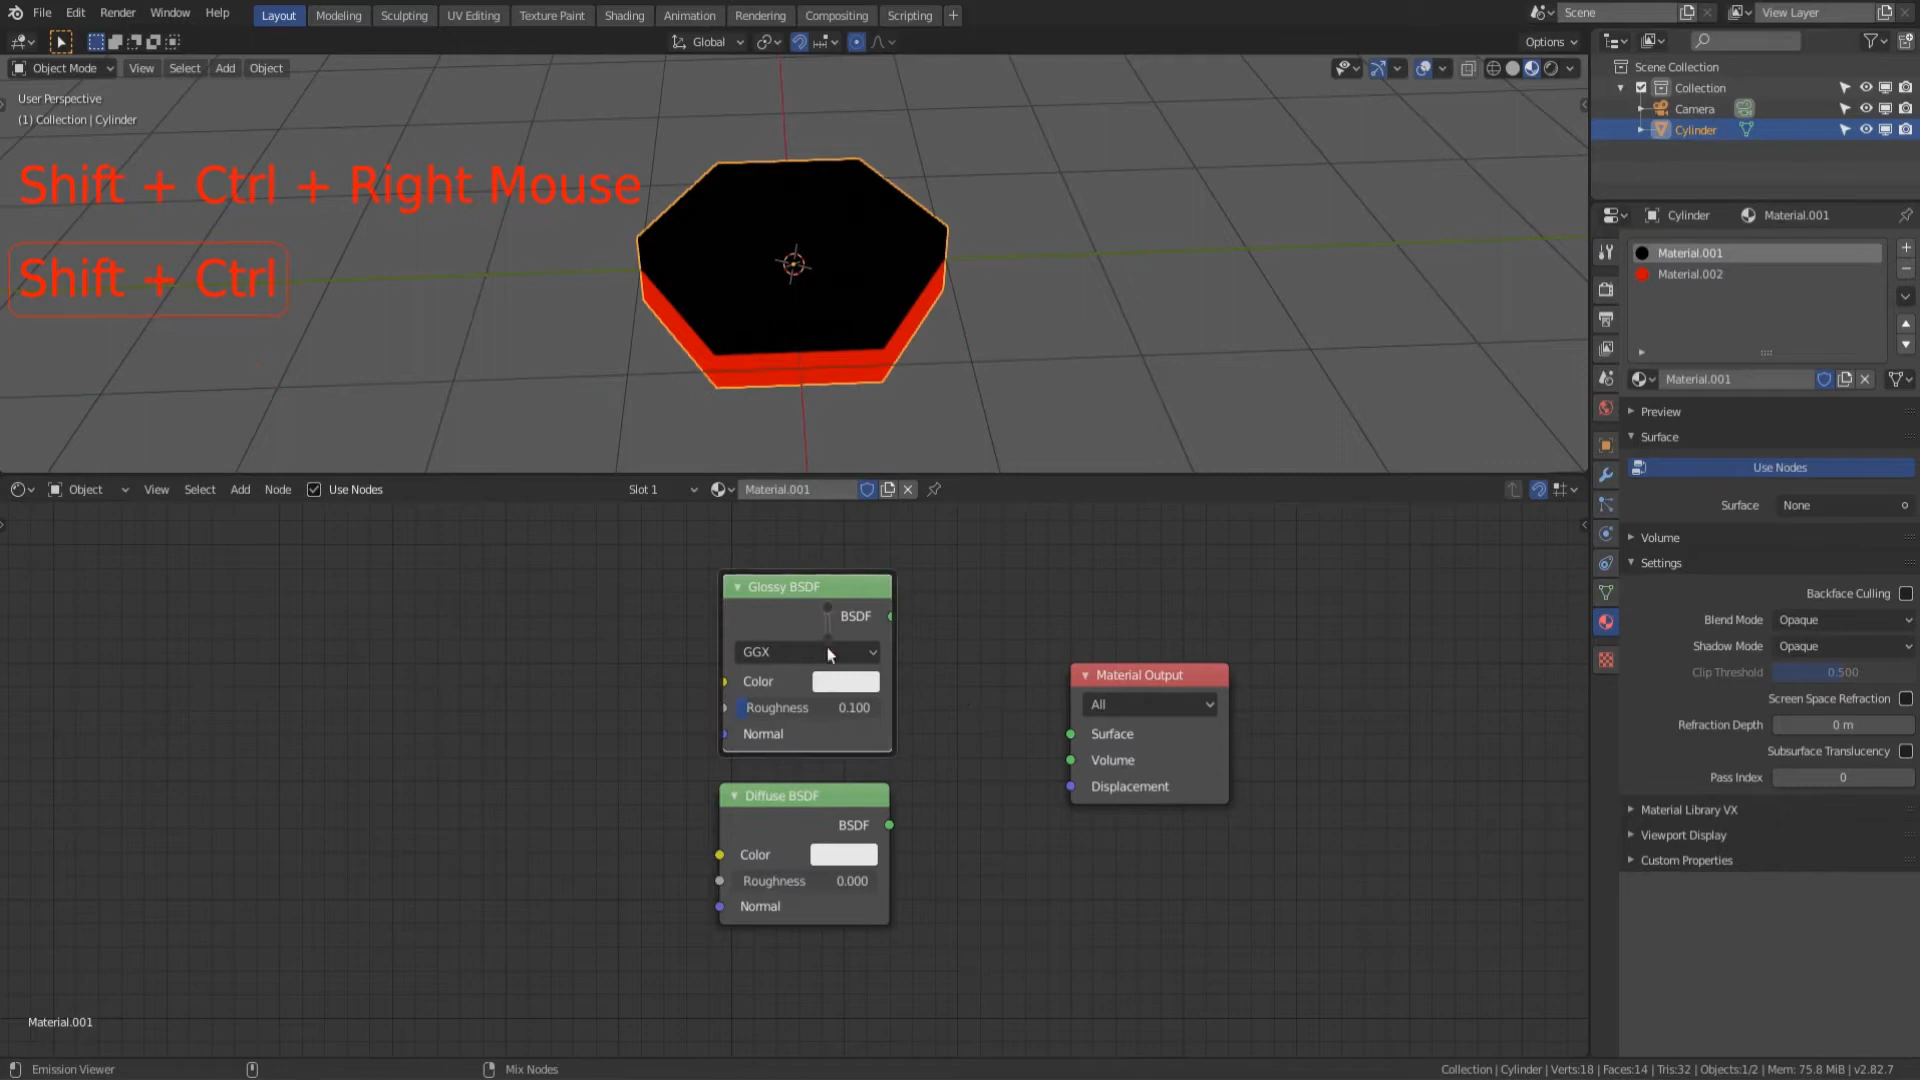 File Edit Render Window Help Layout Modeling Sculpting UV Editing Texture Paint Shading Animation Rendering Compositing Scripting + Scene View Layer
Global Options
Object Mode View Select Add Object
User Perspective
(1) Collection | Cylinder
Shift + Ctrl + Right Mouse
Shift + Ctrl
Scene Collection
Collection
Camera
Cylinder
Cylinder Material.001
Material.001
Material.002
Material.001
Preview
Surface
Use Nodes
Surface None
Volume
Settings
Backface Culling
Blend Mode Opaque
Shadow Mode Opaque
Clip Threshold 0.500
Screen Space Refraction
Refraction Depth 0 m
Subsurface Translucency
Pass Index 0
Material Library VX
Viewport Display
Custom Properties
Object View Select Add Node Use Nodes Slot 1 Material.001
Glossy BSDF
BSDF
GGX
Color
Roughness 0.100
Normal
Diffuse BSDF
BSDF
Color
Roughness 0.000
Normal
Material Output
All
Surface
Volume
Displacement
Material.001
Emission Viewer Mix Nodes Collection | Cylinder | Verts:18 | Faces:14 | Tris:32 | Objects:1/2 | Mem: 75.8 MiB | v2.82.7